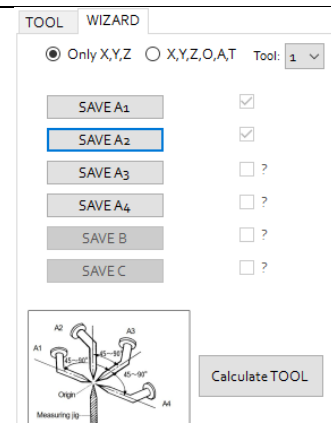 TOOL WIZARD
Only X,Y,Z X,Y,Z,O,A,T Tool: 1
SAVE A1
SAVE A2
SAVE A3 ?
SAVE A4 ?
SAVE B ?
SAVE C ?
A2 A3
A1 45~90° 45~90°
45~90°
Origin
A4
Measuring jig
Calculate TOOL